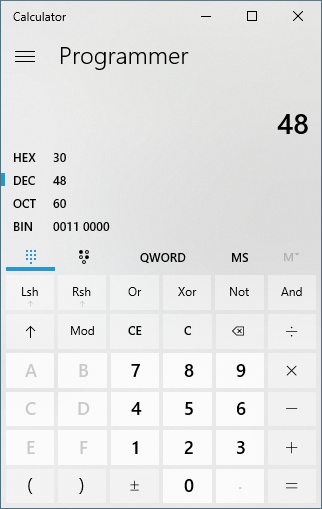 Calculator
Programmer
48
HEX 30
DEC 48
OCT 60
BIN 0011 0000
QWORD MS M
Lsh Rsh Or Xor Not And
↑ Mod CE C ⌫ ÷
A B 7 8 9 ×
C D 4 5 6 −
E F 1 2 3 +
( ) ± 0 . =